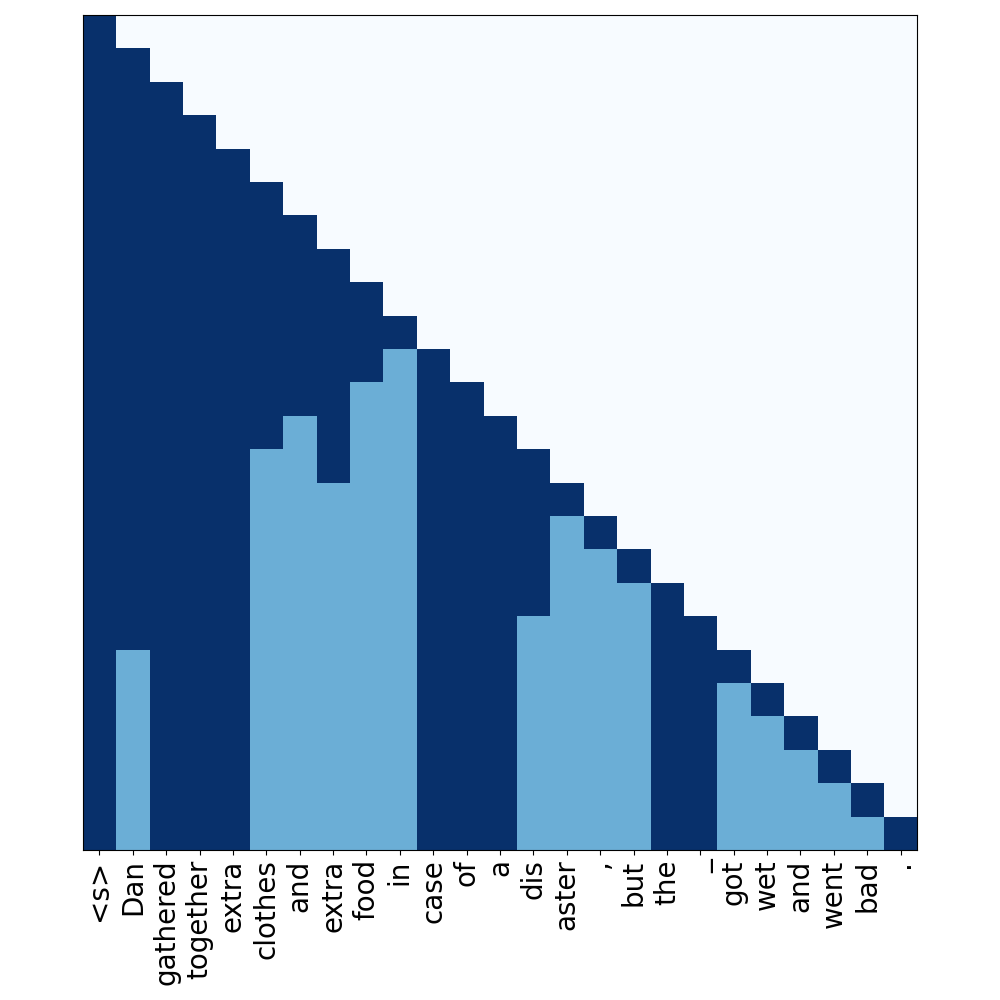 <s>
Dan
gathered
together
extra
clothes
and
extra
food
in
case
of
a
dis
aster
,
but
the
_
got
wet
and
went
bad
.